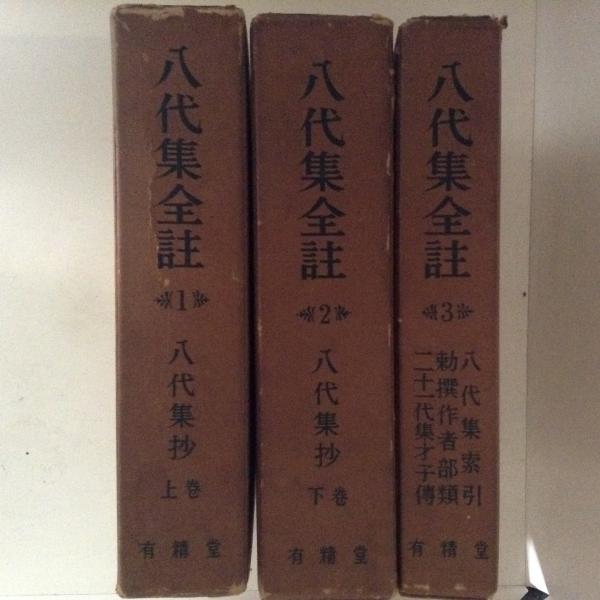 八代集全註
1
八代集抄
上巻
有精堂
八代集全註
2
八代集抄
下巻
有精堂
八代集全註
3
八代集索引
勅撰作者部類
二十一代集才子傳
有精堂